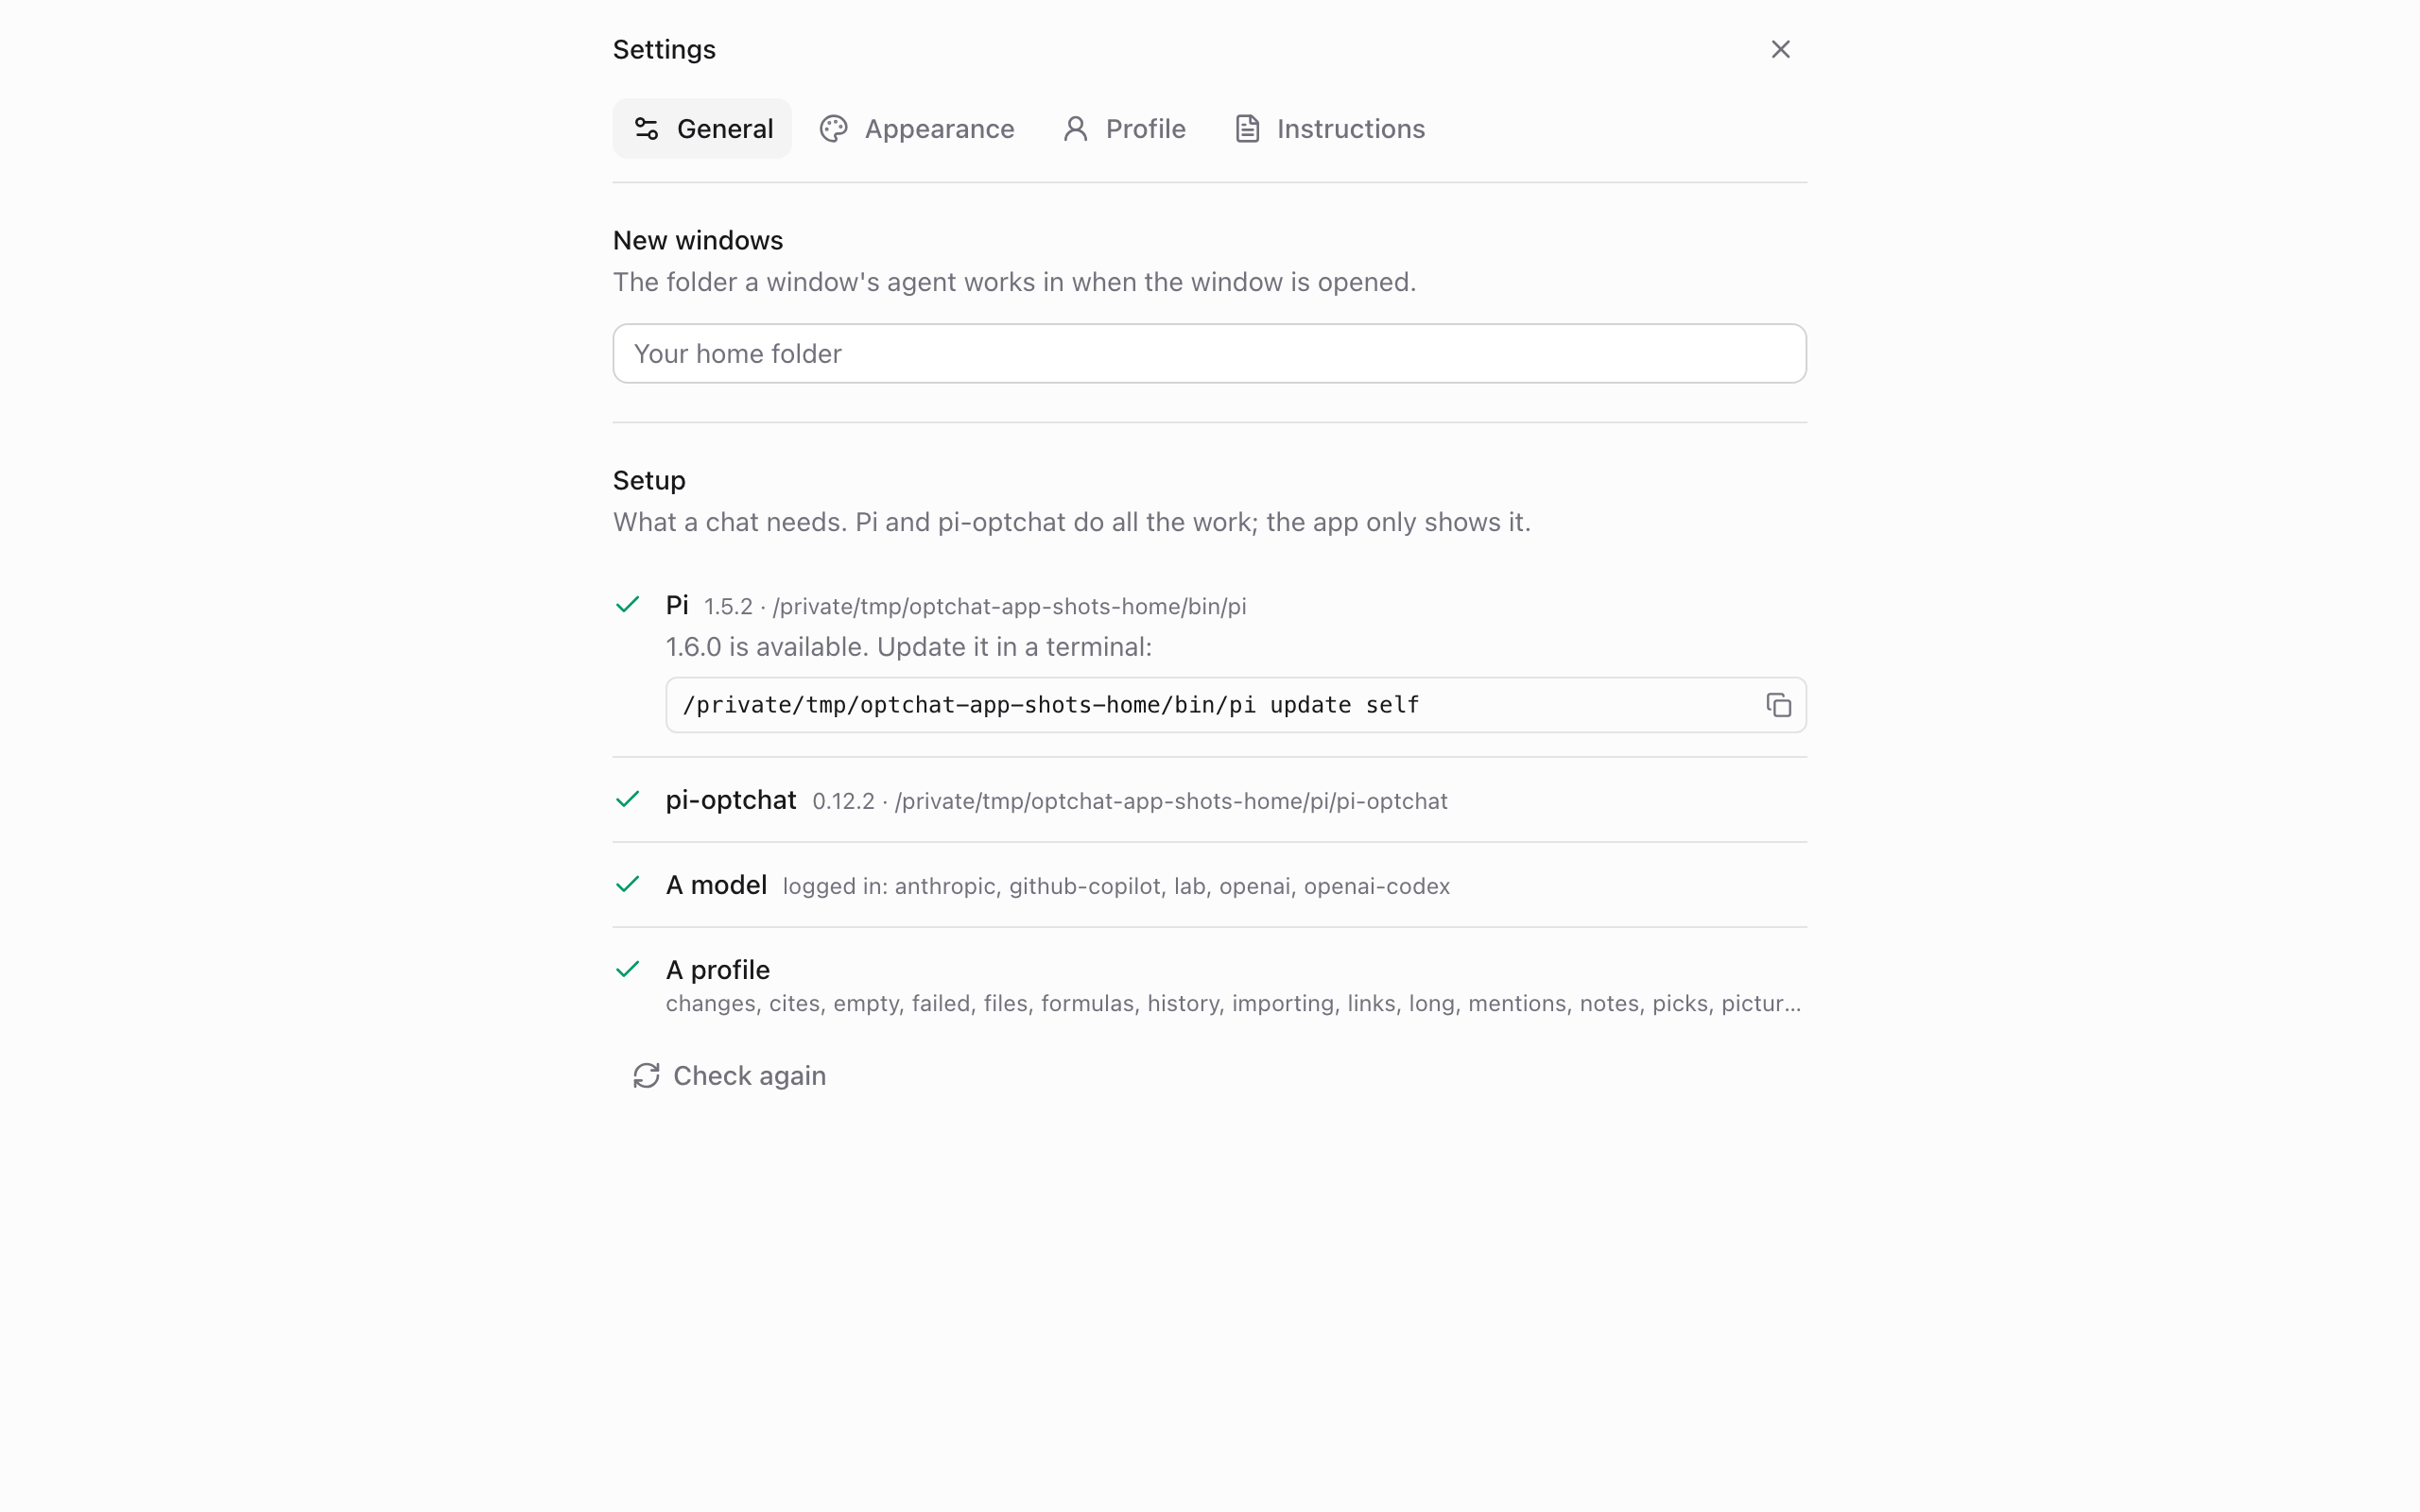 Settings
General
Appearance
Profile
Instructions
New windows
The folder a window's agent works in when the window is opened.
Your home folder
Setup
What a chat needs. Pi and pi-optchat do all the work; the app only shows it.
Pi 1.5.2 · /private/tmp/optchat-app-shots-home/bin/pi
1.6.0 is available. Update it in a terminal:
/private/tmp/optchat-app-shots-home/bin/pi update self
pi-optchat 0.12.2 · /private/tmp/optchat-app-shots-home/pi/pi-optchat
A model logged in: anthropic, github-copilot, lab, openai, openai-codex
A profile
changes, cites, empty, failed, files, formulas, history, importing, links, long, mentions, notes, picks, pictur...
Check again